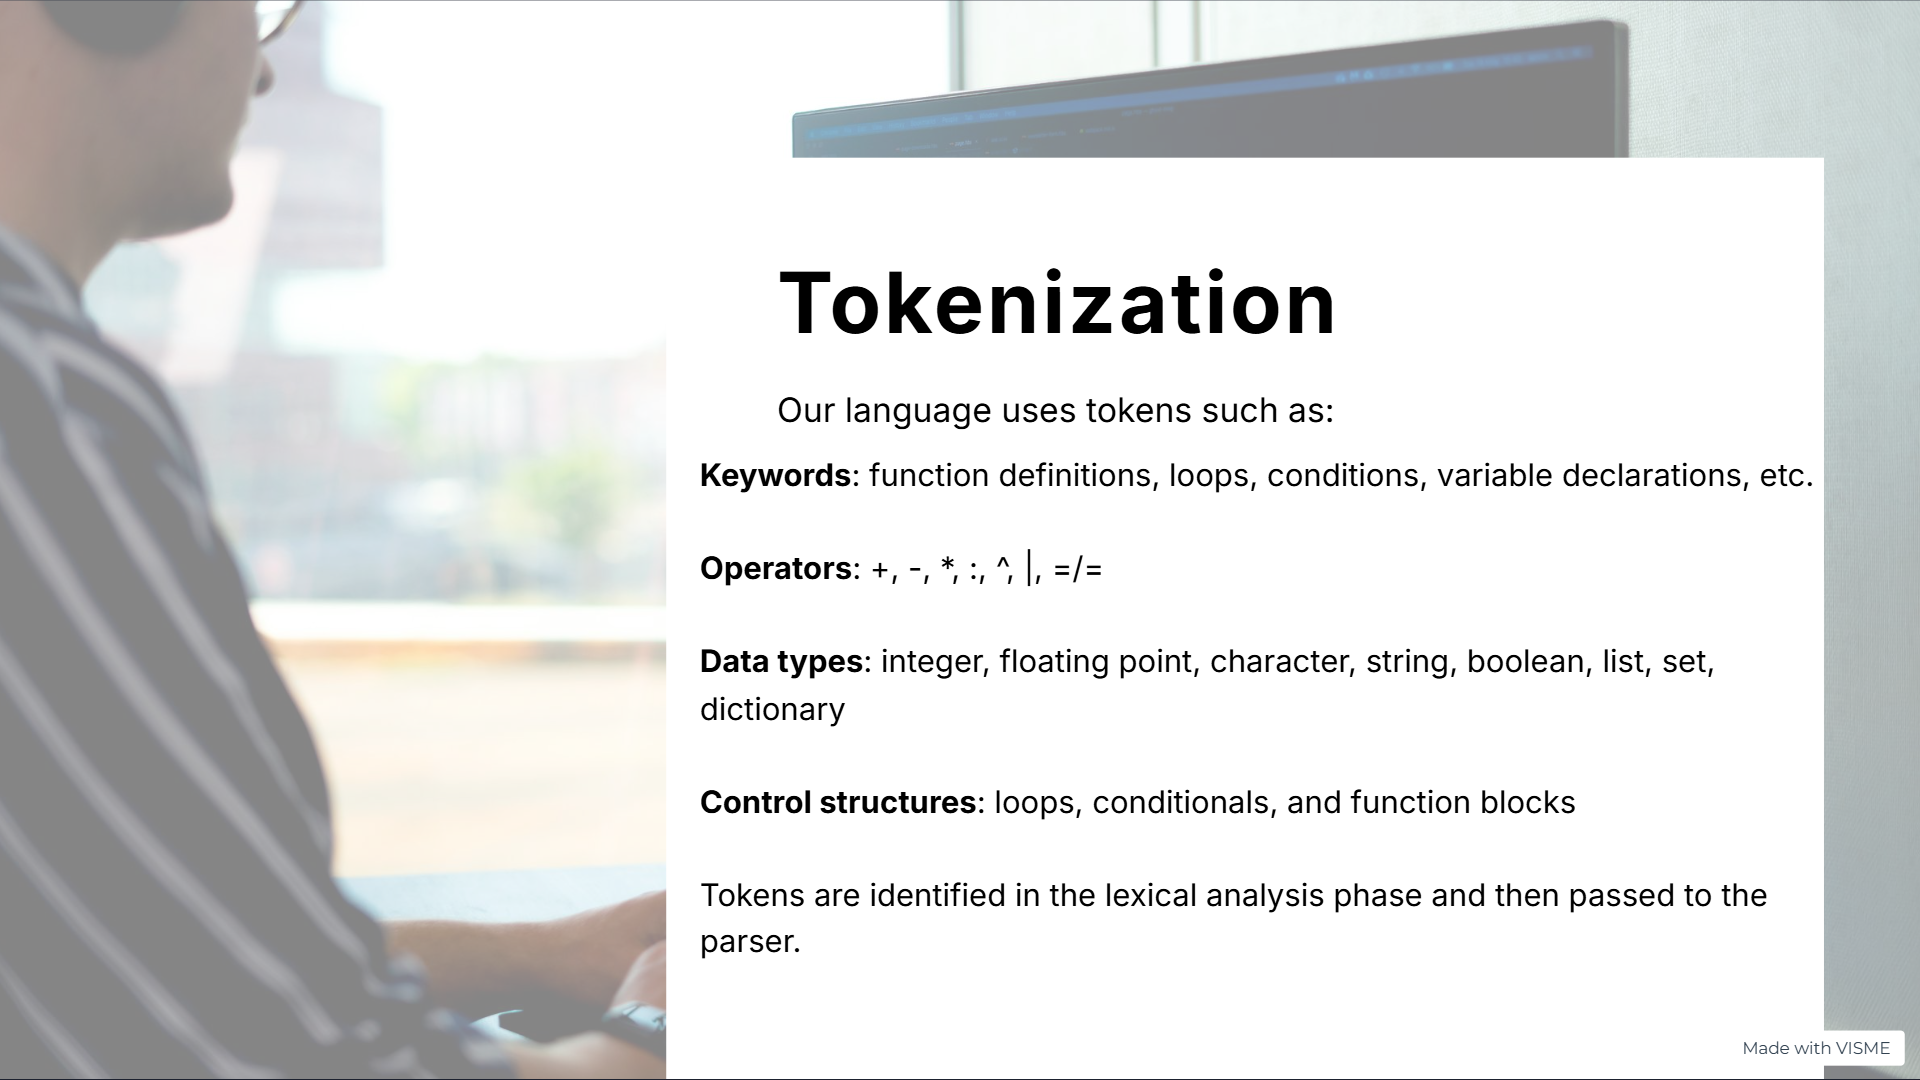 Tokenization
Our language uses tokens such as:
Keywords: function definitions, loops, conditions, variable declarations, etc.
Operators: +, -, *, :, ^, |, =/=
Data types: integer, floating point, character, string, boolean, list, set,
dictionary
Control structures: loops, conditionals, and function blocks
Tokens are identified in the lexical analysis phase and then passed to the
parser.
Made with VISME